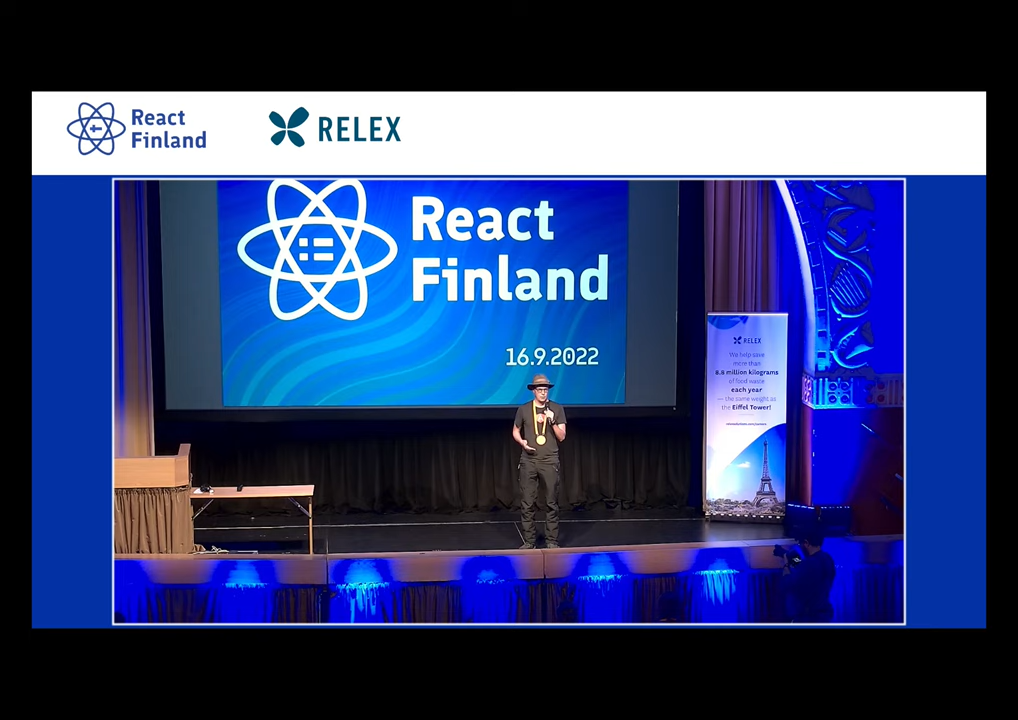 React
Finland
RELEX
React
Finland
16.9.2022
RELEX
We help save
more than
8.8 million kilograms
of food waste
each year
— the same weight as
the Eiffel Tower!